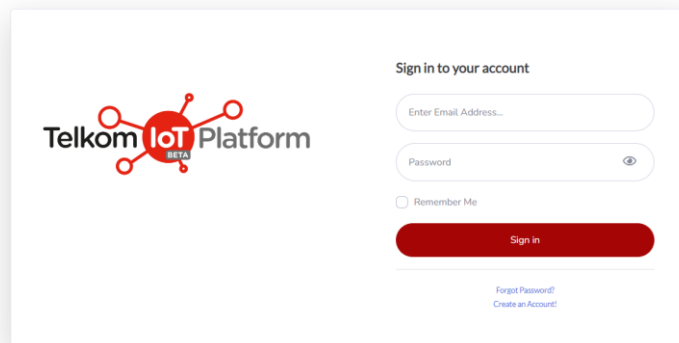 Telkom IoT Platform
BETA
Sign in to your account
Enter Email Address...
Password
Remember Me
Sign in
Forgot Password?
Create an Account!